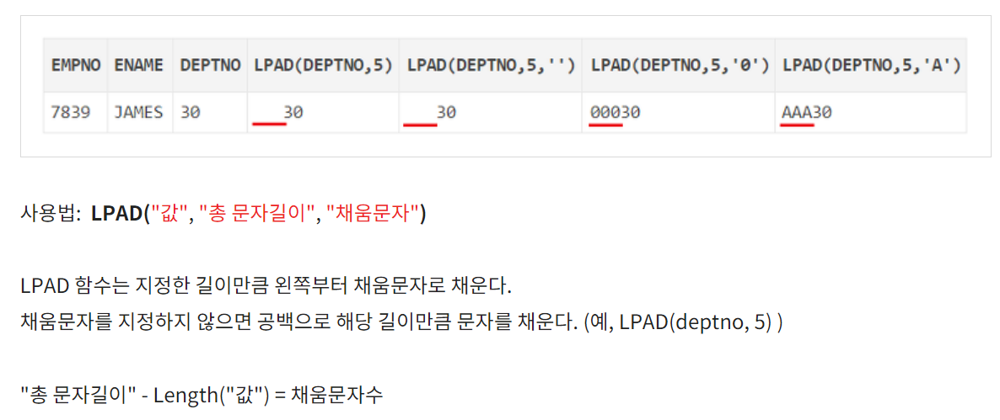 EMPNO ENAME DEPTNO LPAD(DEPTNO,5) LPAD(DEPTNO,5,'') LPAD(DEPTNO,5,'0') LPAD(DEPTNO,5,'A')
7839 JAMES 30 30 30 00030 AAA30
사용법: LPAD("값", "총 문자길이", "채움문자")
LPAD 함수는 지정한 길이만큼 왼쪽부터 채움문자로 채운다.
채움문자를 지정하지 않으면 공백으로 해당 길이만큼 문자를 채운다. (예, LPAD(deptno, 5) )
"총 문자길이" - Length("값") = 채움문자수